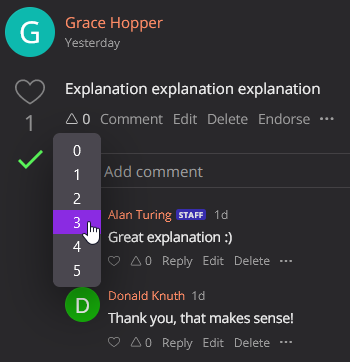 G
Grace Hopper
Yesterday
Explanation explanation explanation
1
0 Comment Edit Delete Endorse ...
0
1
2
3
4
5
Add comment
Alan Turing STAFF 1d
Great explanation :)
0 Reply Edit Delete ...
D
Donald Knuth 1d
Thank you, that makes sense!
0 Reply Edit Delete ...